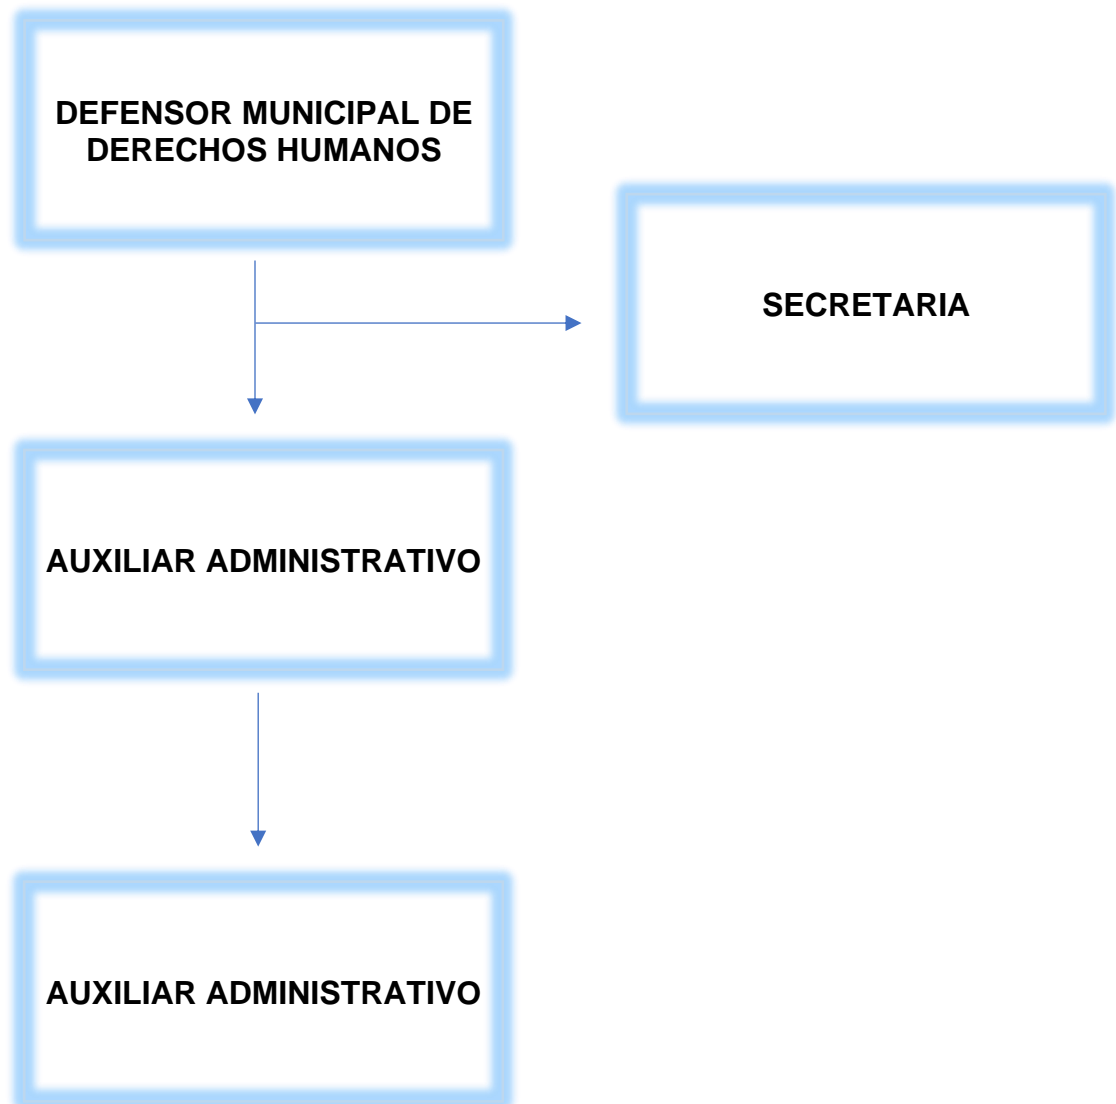 DEFENSOR MUNICIPAL DE
DERECHOS HUMANOS
SECRETARIA
AUXILIAR ADMINISTRATIVO
AUXILIAR ADMINISTRATIVO